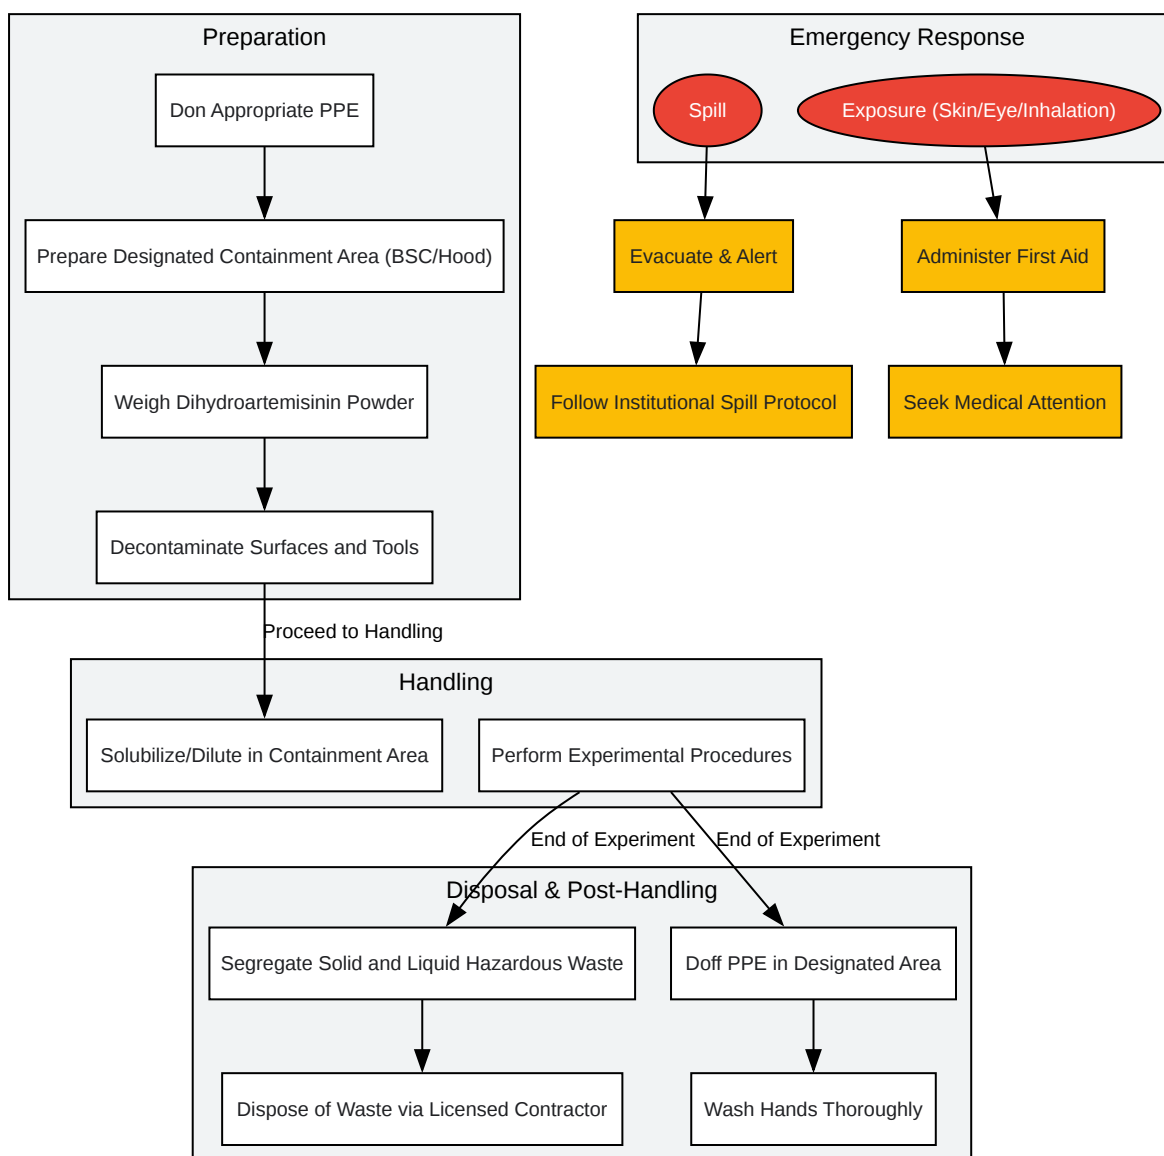 Preparation
Don Appropriate PPE
Prepare Designated Containment Area (BSC/Hood)
Weigh Dihydroartemisinin Powder
Decontaminate Surfaces and Tools
Emergency Response
Spill
Exposure (Skin/Eye/Inhalation)
Evacuate & Alert
Administer First Aid
Follow Institutional Spill Protocol
Seek Medical Attention
Proceed to Handling
Handling
Solubilize/Dilute in Containment Area
Perform Experimental Procedures
End of Experiment
End of Experiment
Disposal & Post-Handling
Segregate Solid and Liquid Hazardous Waste
Doff PPE in Designated Area
Dispose of Waste via Licensed Contractor
Wash Hands Thoroughly